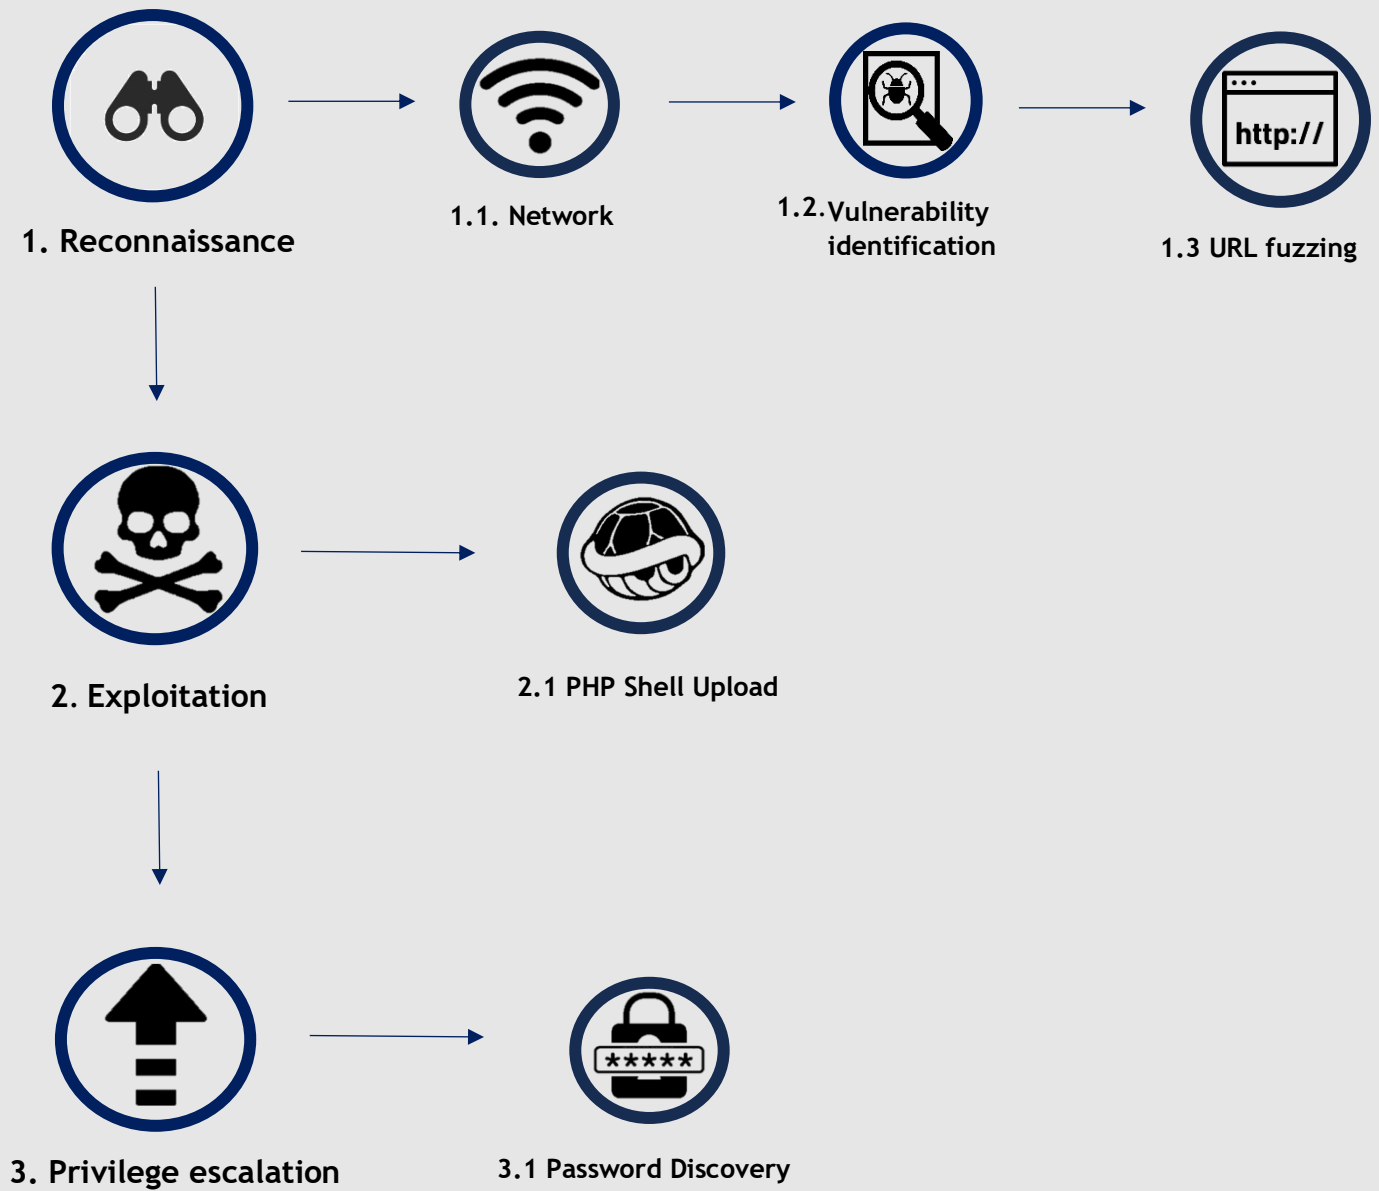 http://
1.1. Network
1.2. Vulnerability
identification
1. Reconnaissance
1.3 URL fuzzing
2. Exploitation
2.1 PHP Shell Upload
*****
3. Privilege escalation
3.1 Password Discovery